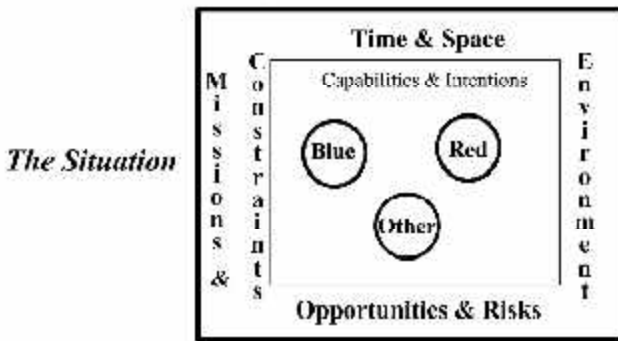 The Situation
Missions &
Constraints
Time & Space
Capabilities & Intentions
Blue
Red
Other
Environment
Opportunities & Risks